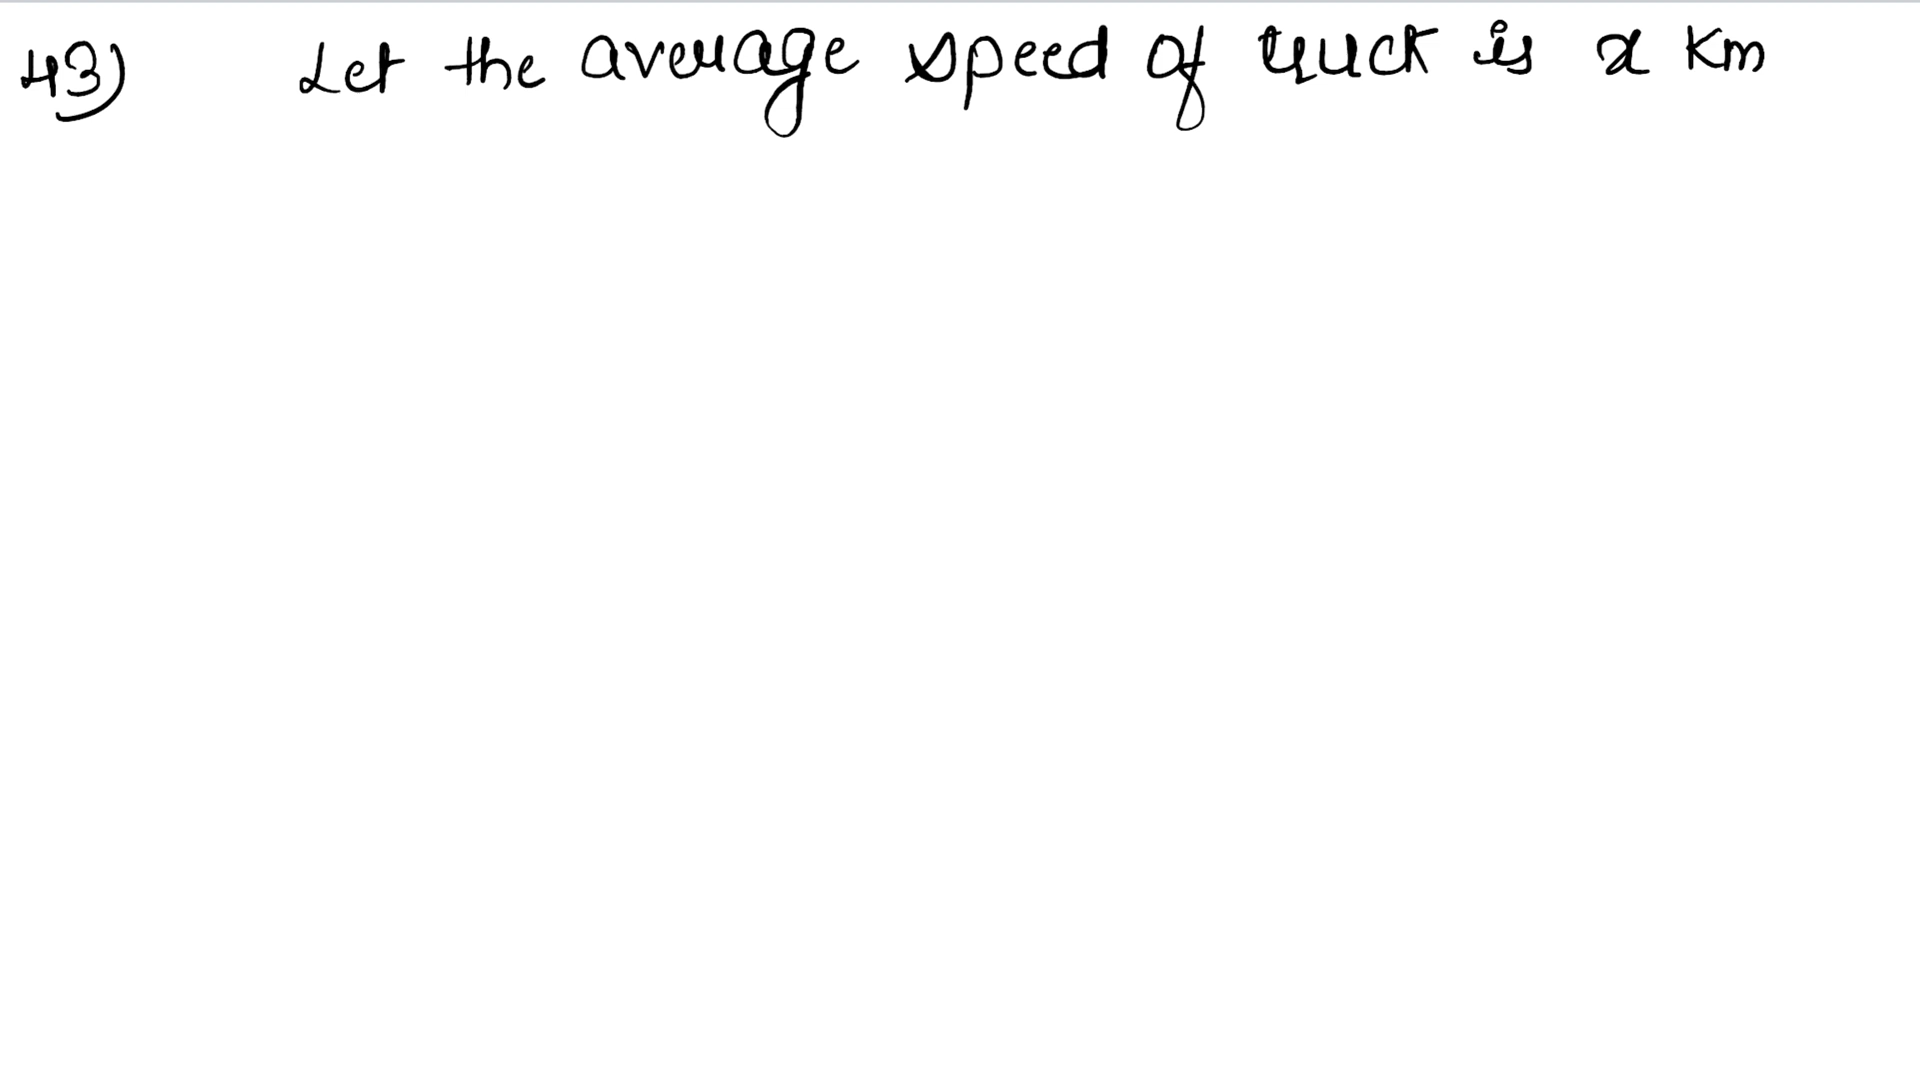 43) Let the average speed of truck is x Km